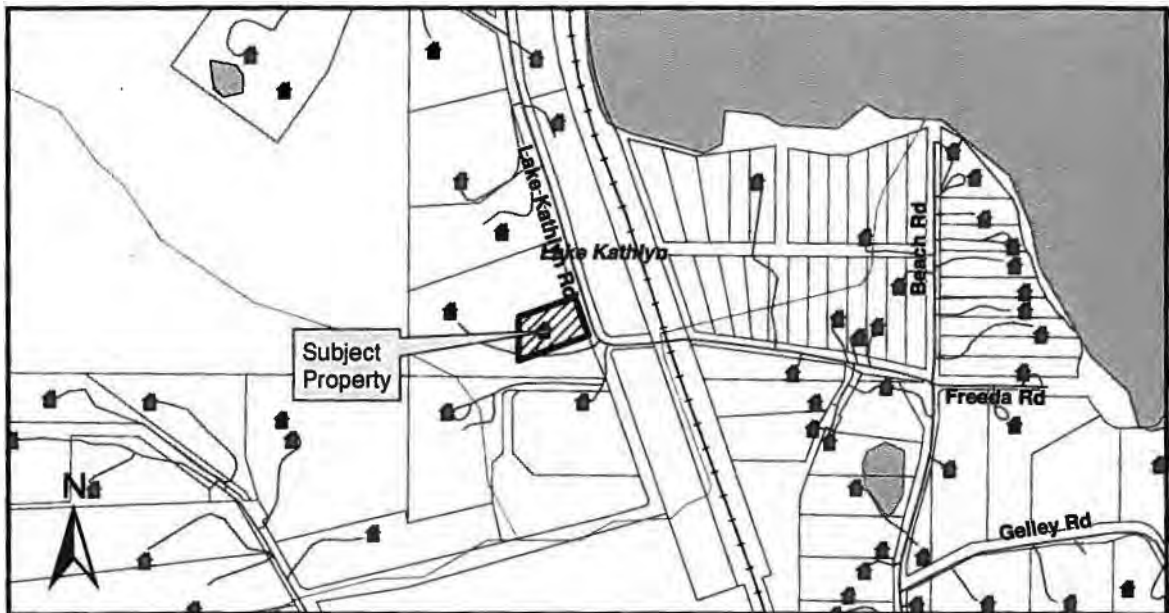 Lake Kathlyn Rd
Lake Kathlyn
Beach Rd
Subject
Property
Freeda Rd
N
Gelley Rd